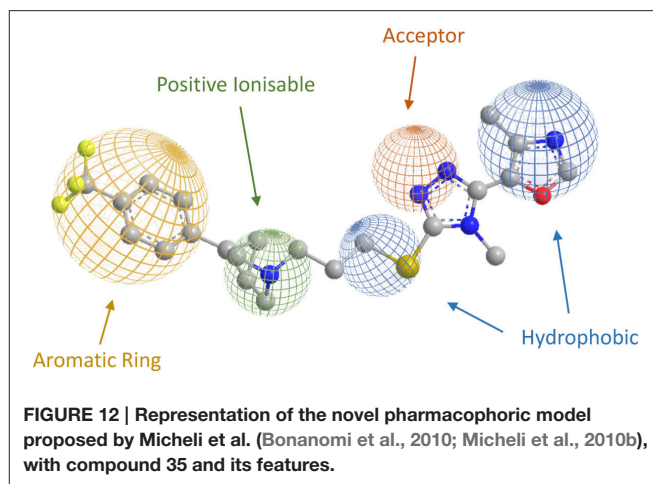 Acceptor
Positive Ionisable
Aromatic Ring
Hydrophobic
FIGURE 12 | Representation of the novel pharmacophoric model
proposed by Micheli et al. (Bonanomi et al., 2010; Micheli et al., 2010b),
with compound 35 and its features.